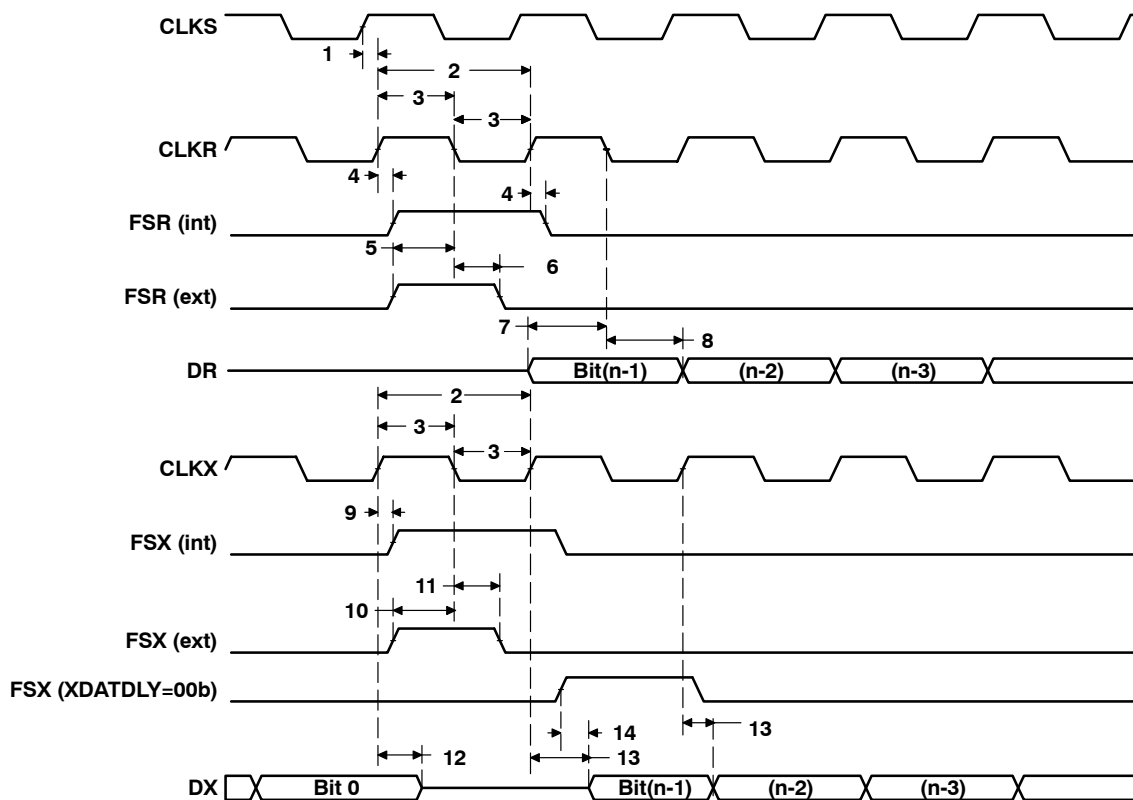 CLKS
1
2
3
3
CLKR
4
4
FSR (int)
5
6
FSR (ext)
7
8
DR
Bit(n-1)
(n-2)
(n-3)
2
3
3
CLKX
9
FSX (int)
11
10
FSX (ext)
FSX (XDATDLY=00b)
14
13
12
13
DX
Bit 0
Bit(n-1)
(n-2)
(n-3)